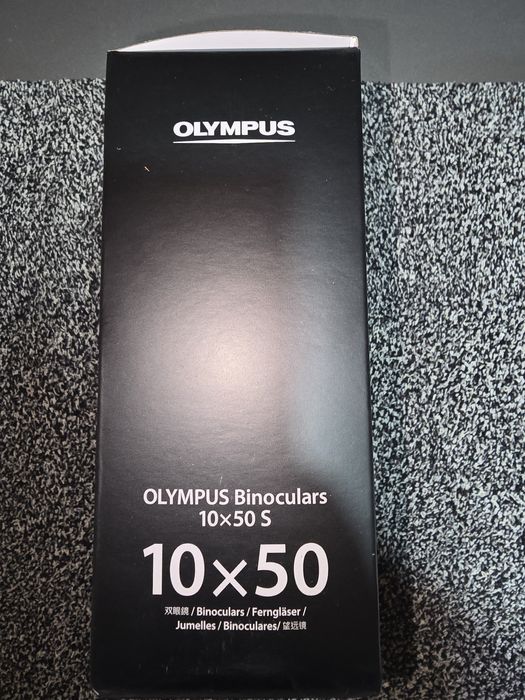 OLYMPUS
OLYMPUS Binoculars
10×50 S
10×50
双眼鏡 / Binoculars / Ferngläser /
Jumelles / Binoculares/ 望远镜